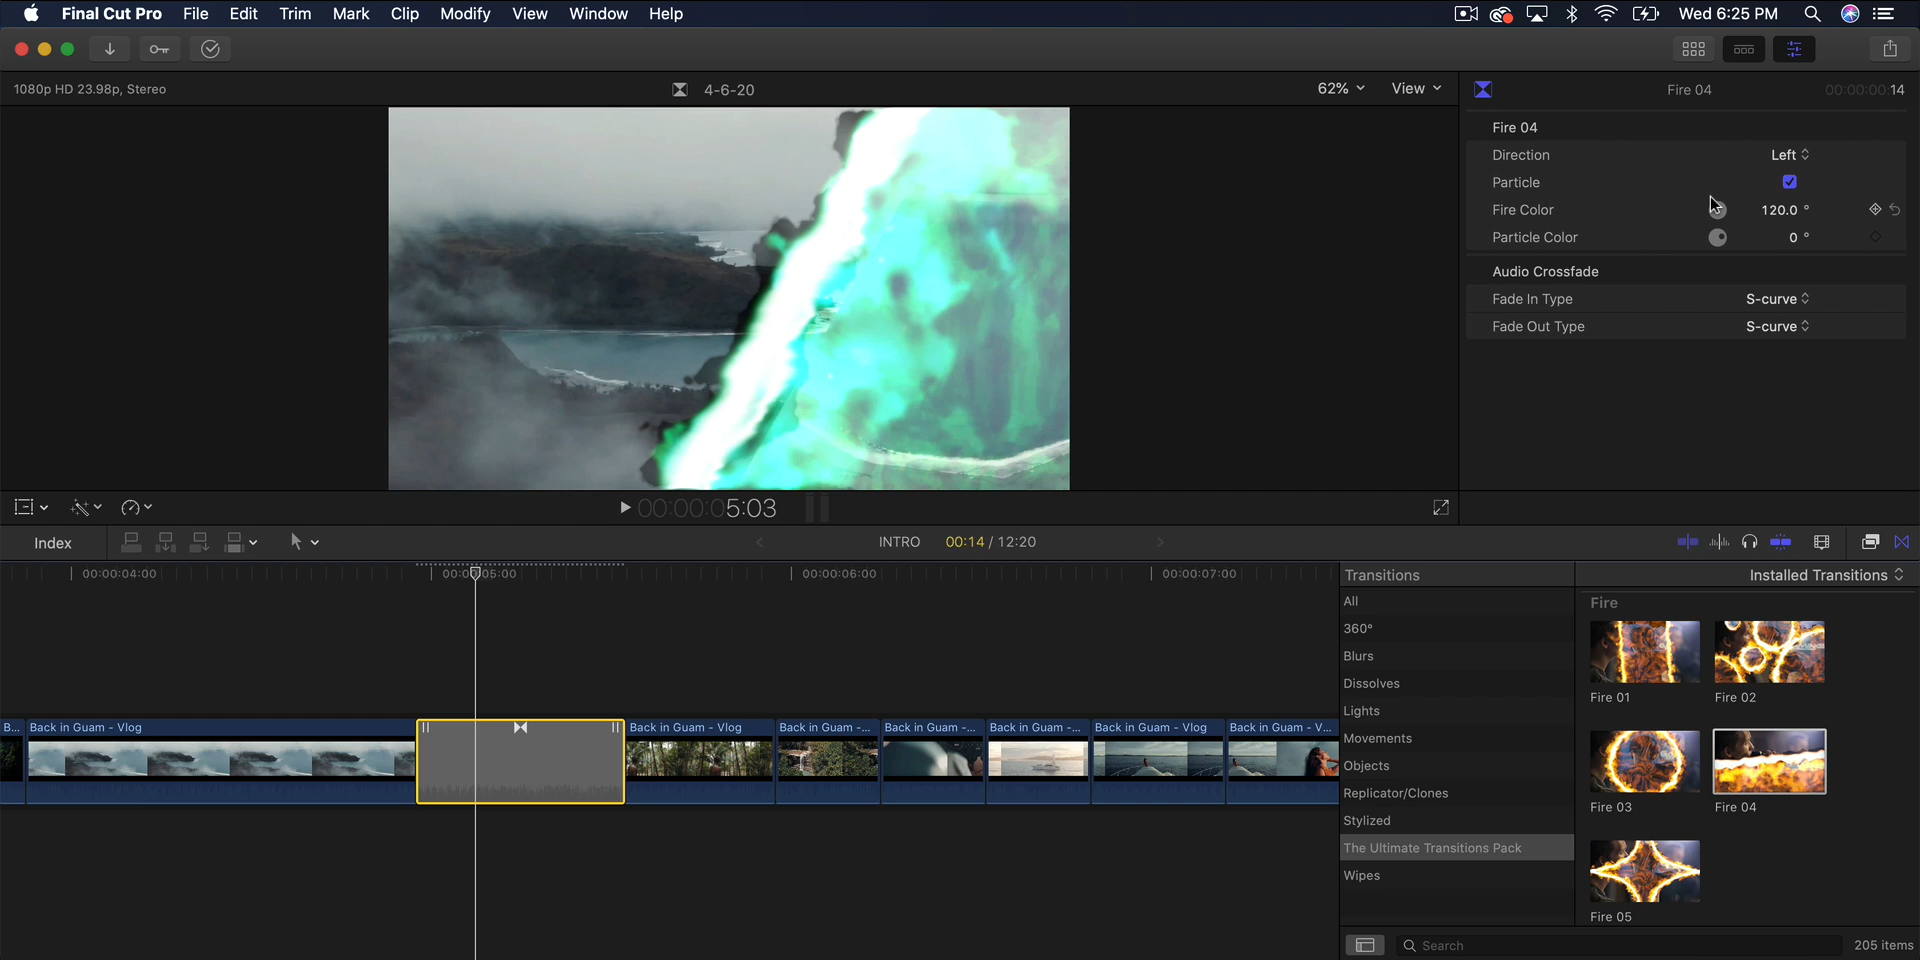 Final Cut Pro File Edit Trim Mark Clip Modify View Window Help Wed 6:25 PM
1080p HD 23.98p, Stereo
4-6-20
62% View
Fire 04
00:00:00:14
Fire 04
Direction Left
Particle
Fire Color 120.0 °
Particle Color 0 °
Audio Crossfade
Fade In Type S-curve
Fade Out Type S-curve
00:00:05:03
Index
INTRO 00:14 / 12:20
00:00:04:00 00:00:05:00 00:00:06:00 00:00:07:00
B... Back in Guam - Vlog Back in Guam - Vlog Back in Guam -... Back in Guam -... Back in Guam -... Back in Guam - Vlog Back in Guam - V...
Transitions
All
360°
Blurs
Dissolves
Lights
Movements
Objects
Replicator/Clones
Stylized
The Ultimate Transitions Pack
Wipes
Installed Transitions
Fire
Fire 01 Fire 02
Fire 03 Fire 04
Fire 05
Search
205 items